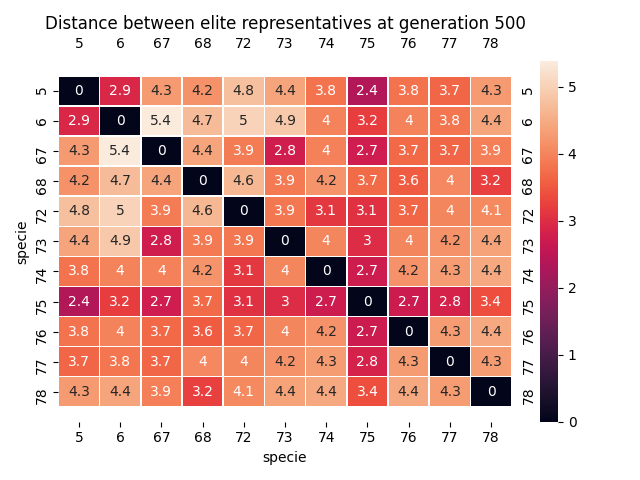 Distance between elite representatives at generation 500
5 6 67 68 72 73 74 75 76 77 78
5 0 2.9 4.3 4.2 4.8 4.4 3.8 2.4 3.8 3.7 4.3 5
6 2.9 0 5.4 4.7 5 4.9 4 3.2 4 3.8 4.4 6
67 4.3 5.4 0 4.4 3.9 2.8 4 2.7 3.7 3.7 3.9 67
68 4.2 4.7 4.4 0 4.6 3.9 4.2 3.7 3.6 4 3.2 68
72 4.8 5 3.9 4.6 0 3.9 3.1 3.1 3.7 4 4.1 72
73 4.4 4.9 2.8 3.9 3.9 0 4 3 4 4.2 4.4 73
74 3.8 4 4 4.2 3.1 4 0 2.7 4.2 4.3 4.4 74
75 2.4 3.2 2.7 3.7 3.1 3 2.7 0 2.7 2.8 3.4 75
76 3.8 4 3.7 3.6 3.7 4 4.2 2.7 0 4.3 4.4 76
77 3.7 3.8 3.7 4 4 4.2 4.3 2.8 4.3 0 4.3 77
78 4.3 4.4 3.9 3.2 4.1 4.4 4.4 3.4 4.4 4.3 0 78
5 6 67 68 72 73 74 75 76 77 78
specie
specie
5
4
3
2
1
0